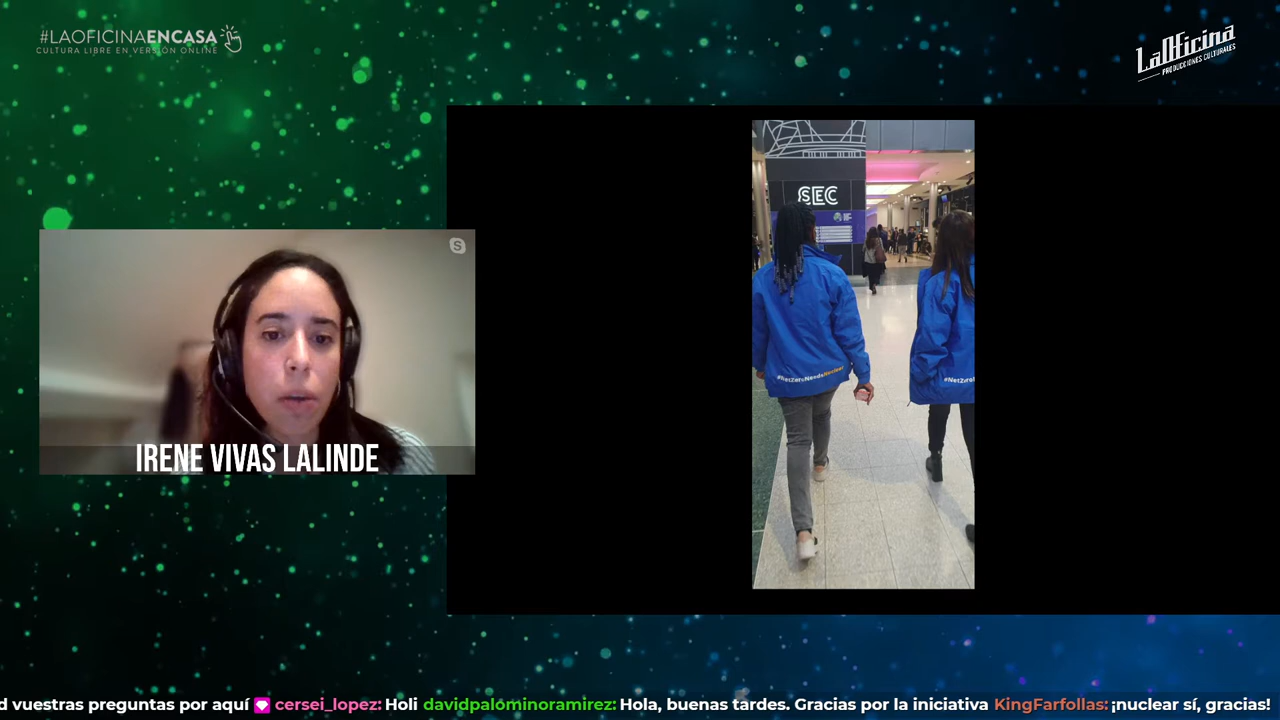 #LAOFICINAENCASA
CULTURA LIBRE EN VERSIÓN ONLINE
LaOficina
PRODUCCIONES CULTURALES
SEC
#NetZeroNeedsNuclear
#NetZeroN
IRENE VIVAS LALINDE
d vuestras preguntas por aquí cersei_lopez: Holi davidpalominoramirez: Hola, buenas tardes. Gracias por la iniciativa KingFarfollas: ¡nuclear sí, gracias!